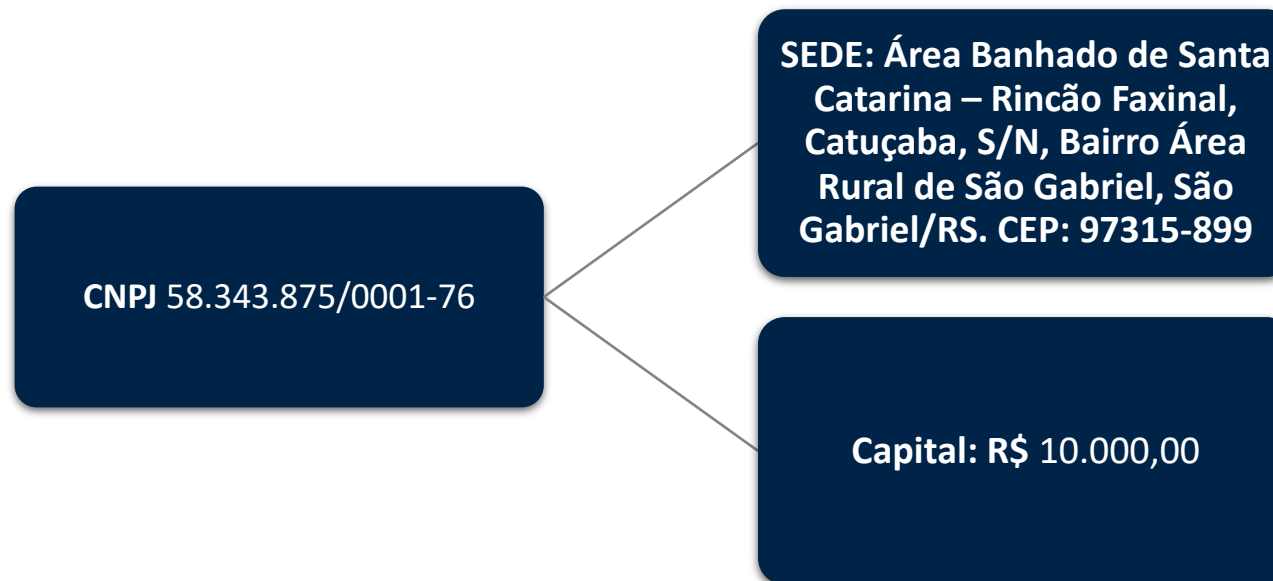 SEDE: Área Banhado de Santa
Catarina – Rincão Faxinal,
Catuçaba, S/N, Bairro Área
Rural de São Gabriel, São
Gabriel/RS. CEP: 97315-899
CNPJ 58.343.875/0001-76
Capital: R$ 10.000,00